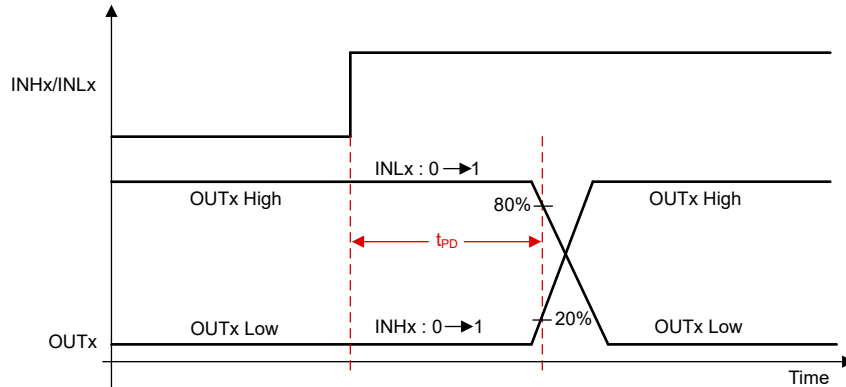 INHx/INLx
INLx : 0→1
OUTx High
OUTx High
80%
tPD
20%
OUTx Low
INHx : 0→1
OUTx Low
OUTx
Time